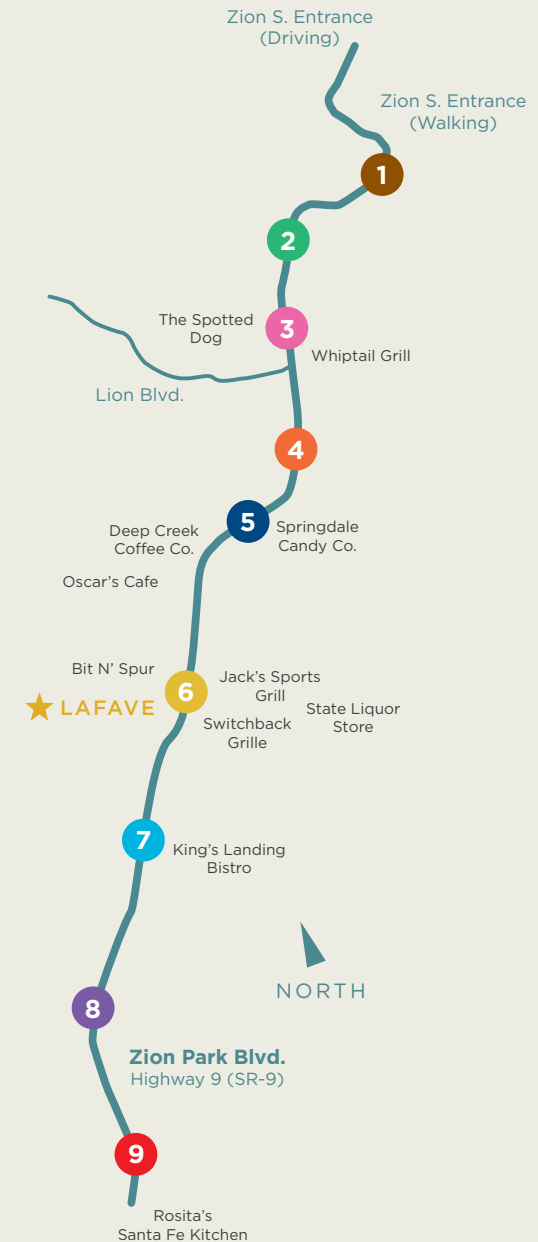 Zion S. Entrance
(Driving)
Zion S. Entrance
(Walking)
1
2
The Spotted
Dog
3
Whiptail Grill
Lion Blvd.
4
5
Deep Creek
Coffee Co.
Springdale
Candy Co.
Oscar’s Cafe
Bit N’ Spur
LAFAVE
6
Jack’s Sports
Grill
State Liquor
Store
Switchback
Grille
7
King’s Landing
Bistro
NORTH
8
Zion Park Blvd.
Highway 9 (SR-9)
9
Rosita’s
Santa Fe Kitchen